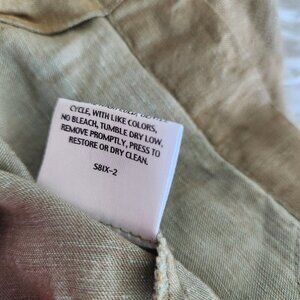 CYCLE, WITH LIKE COLORS,
NO BLEACH, TUMBLE DRY LOW,
REMOVE PROMPTLY, PRESS TO
RESTORE OR DRY CLEAN.
S8IX-2